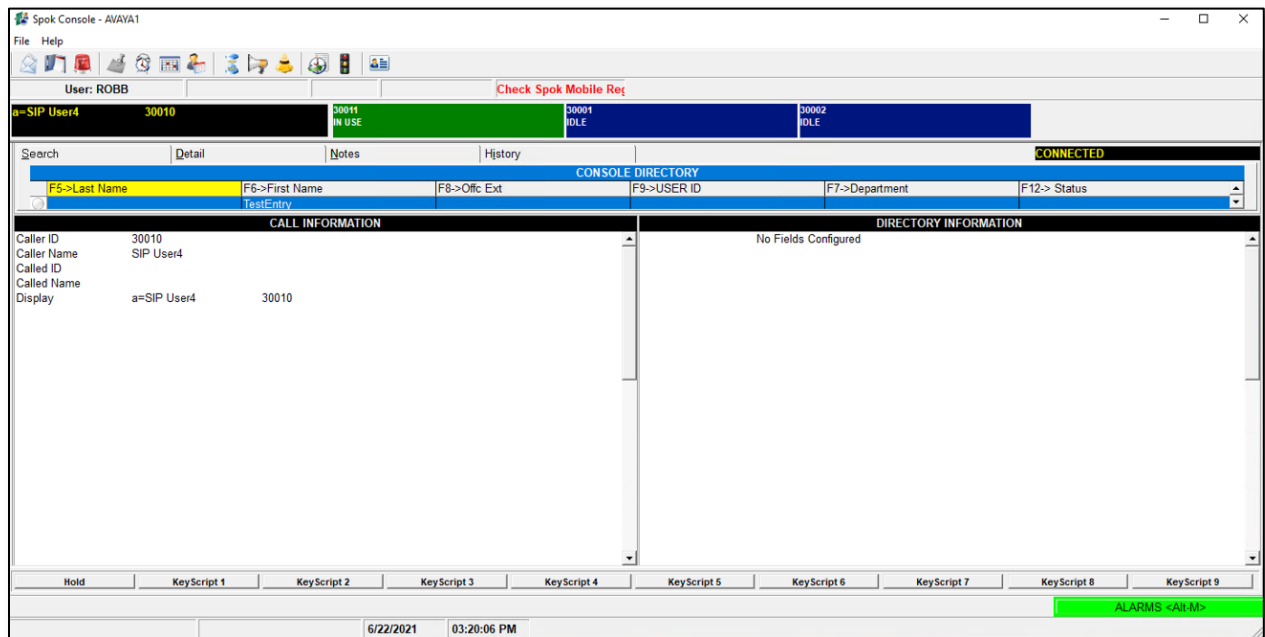 Spok Console - AVAYA1
File Help
User: ROBB Check Spok Mobile Reg
a=SIP User4 30010 30011 30001 30002
IN USE IDLE IDLE
Search Detail Notes History CONNECTED
CONSOLE DIRECTORY
F5->Last Name F6->First Name F8->Offc Ext F9->USER ID F7->Department F12-> Status
TestEntry
CALL INFORMATION DIRECTORY INFORMATION
Caller ID 30010 No Fields Configured
Caller Name SIP User4
Called ID
Called Name
Display a=SIP User4 30010
Hold KeyScript 1 KeyScript 2 KeyScript 3 KeyScript 4 KeyScript 5 KeyScript 6 KeyScript 7 KeyScript 8 KeyScript 9
ALARMS <Alt-M>
6/22/2021 03:20:06 PM